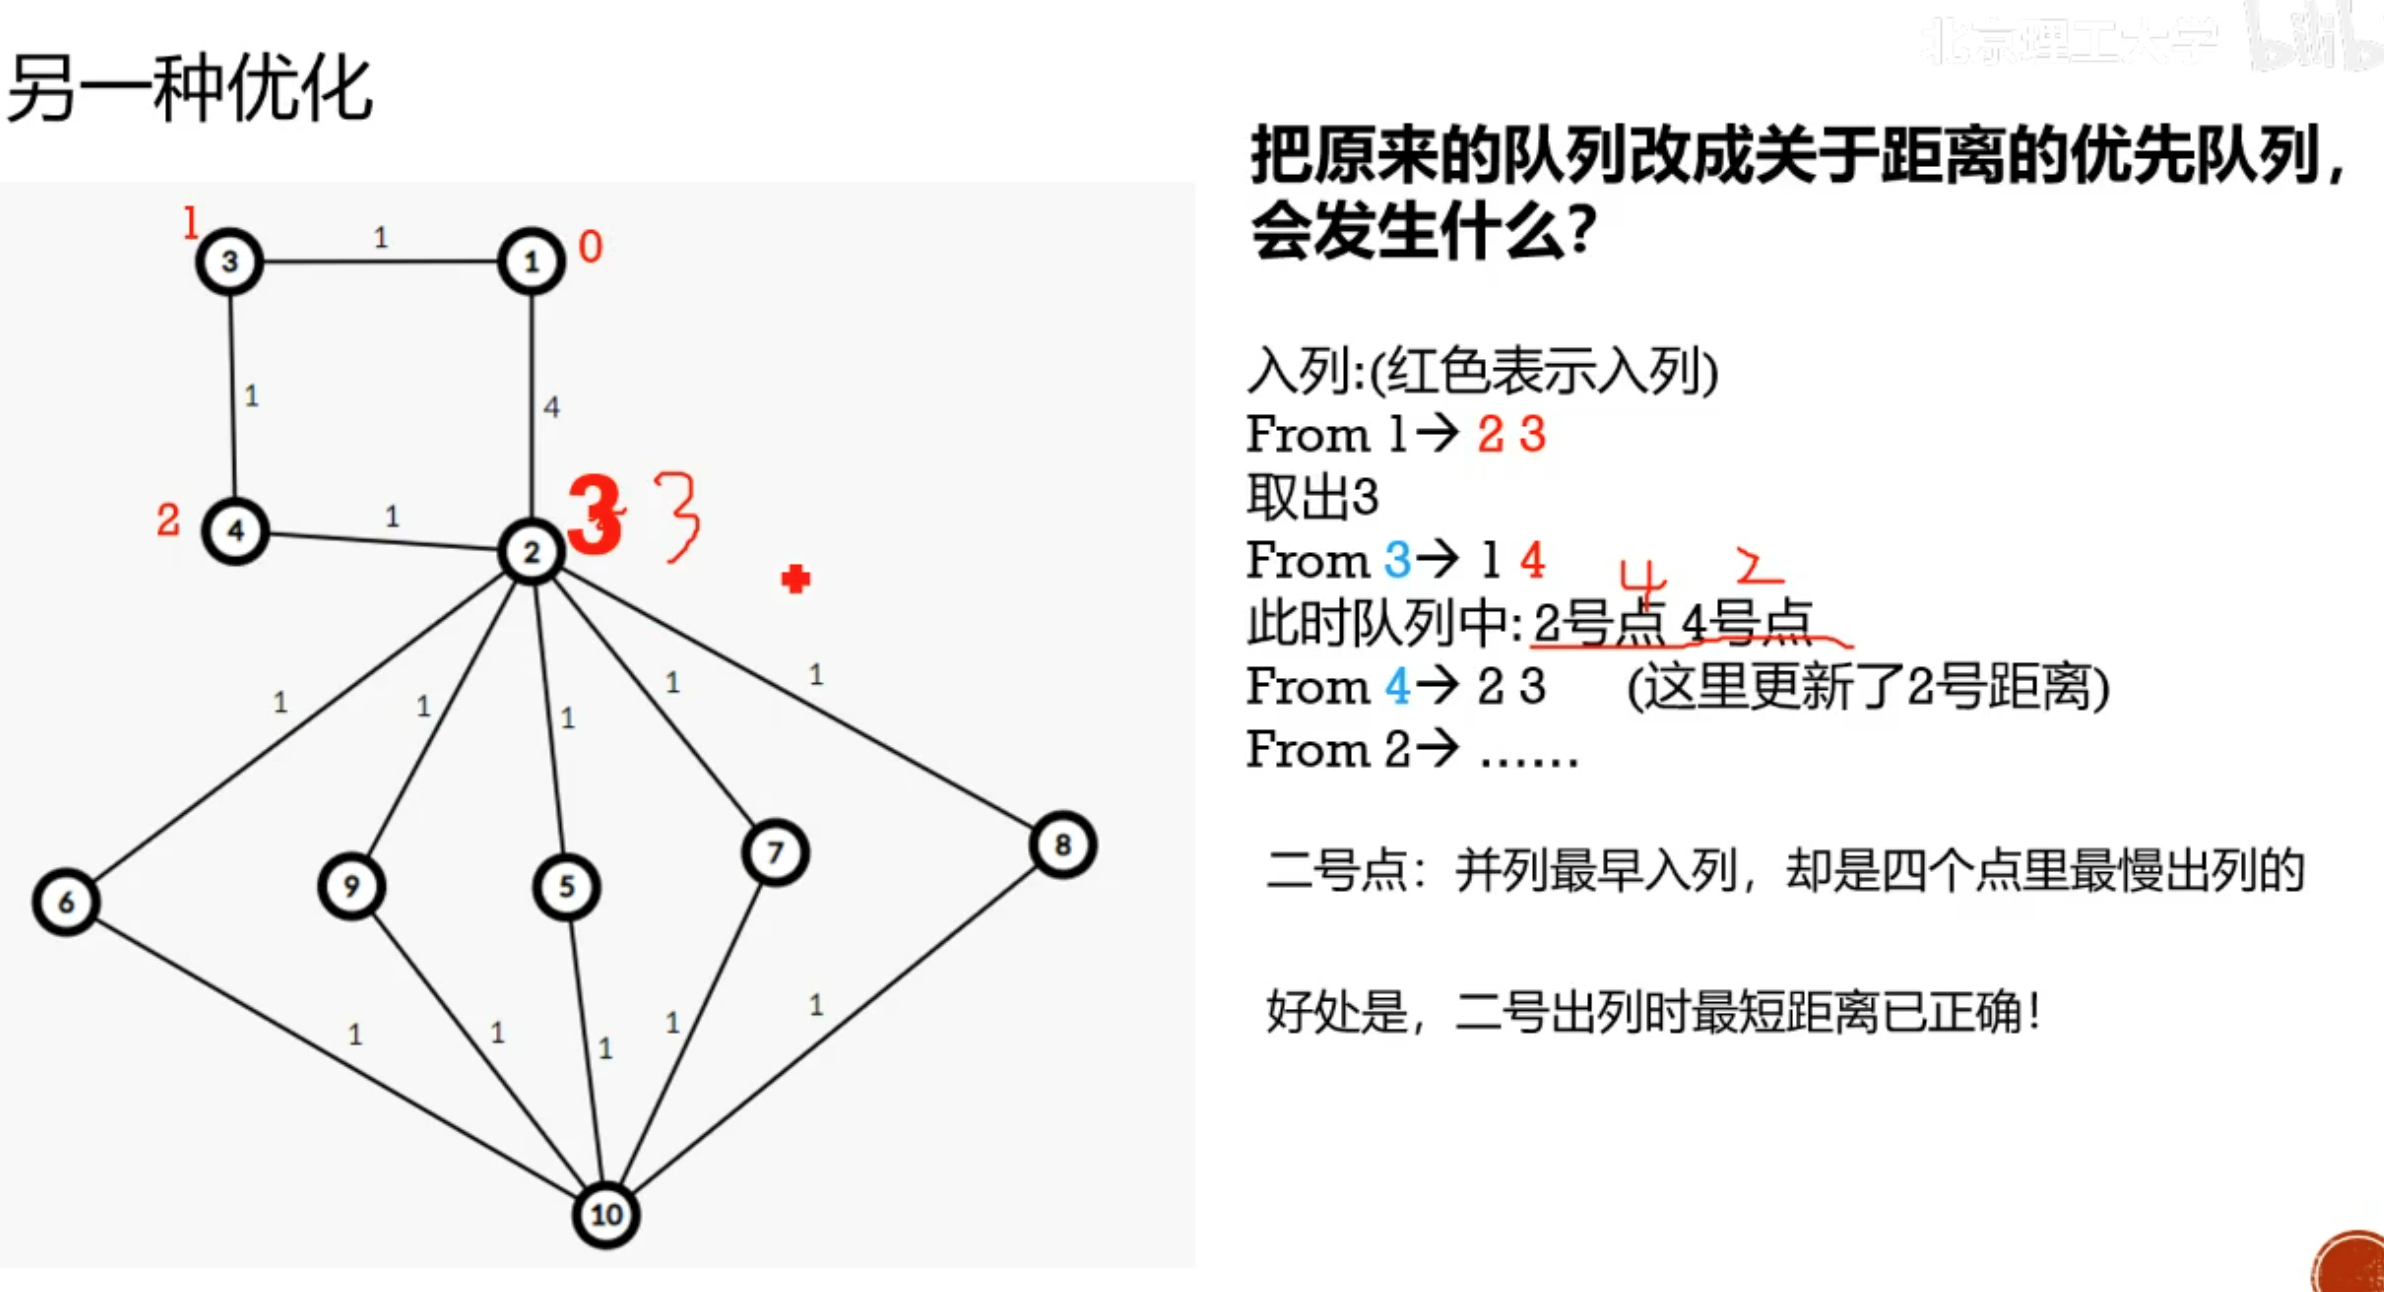 北京理工大学 bilibili
另一种优化
把原来的队列改成关于距离的优先队列，
会发生什么？
入列:(红色表示入列)
From 1→ 2 3
取出3
From 3→ 1 4
4 2
此时队列中: 2号点 4号点
From 4→ 2 3 (这里更新了2号距离)
From 2→ ……
二号点：并列最早入列，却是四个点里最慢出列的
好处是，二号出列时最短距离已正确！
1 3 1 1 0
1 4
2 4 1 2 3 3
1 1 1 1 1
6 9 5 7 8
1 1 1 1 1
10